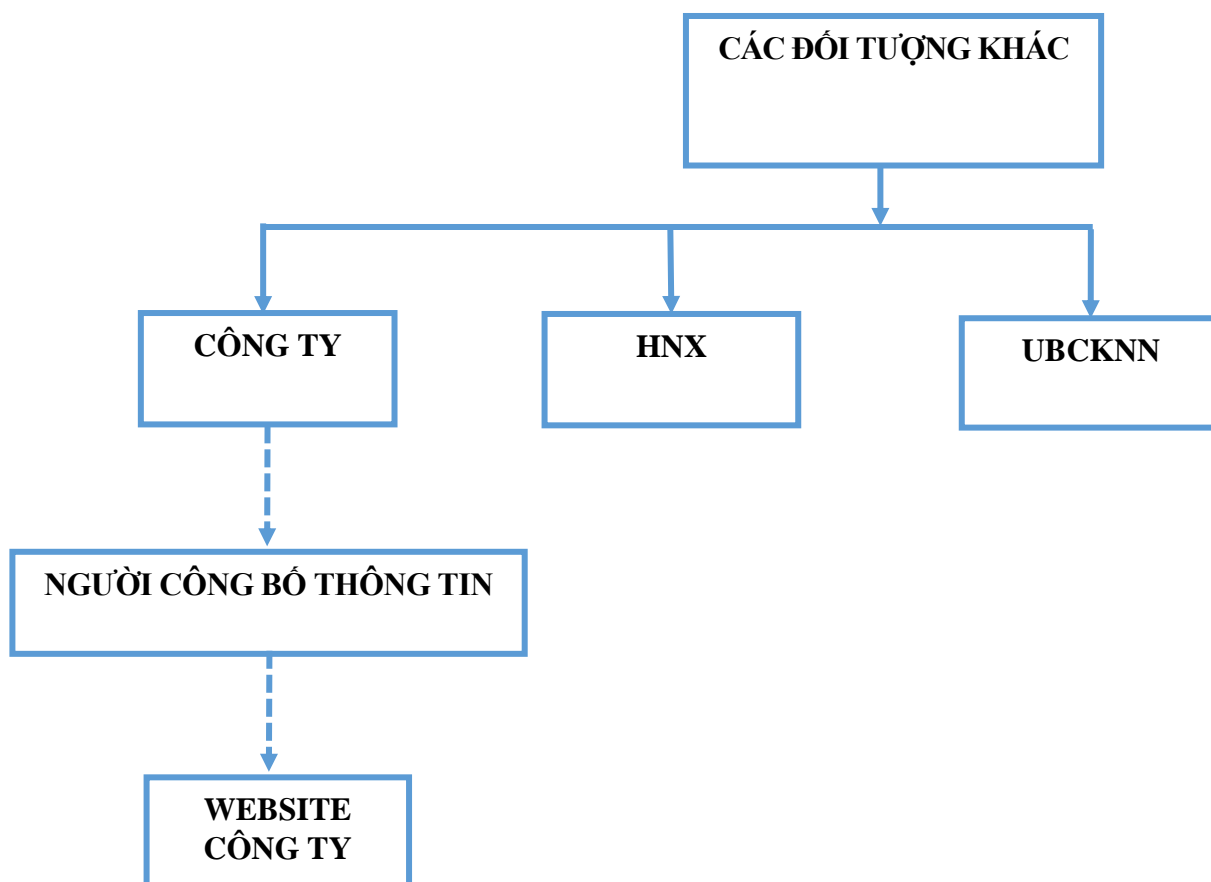 CÁC ĐỐI TƯỢNG KHÁC
CÔNG TY
HNX
UBCKNN
NGƯỜI CÔNG BỐ THÔNG TIN
WEBSITE
CÔNG TY